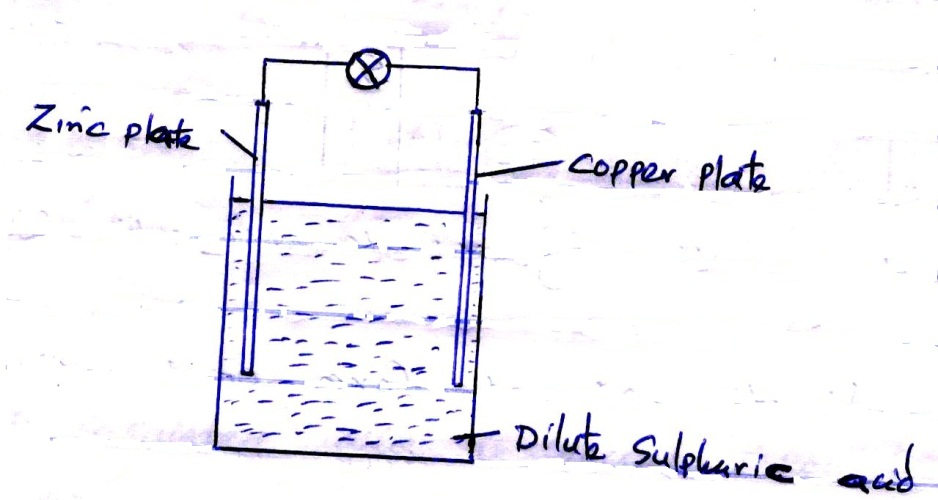 Zinc plate
Copper plate
Dilute Sulphuric acid